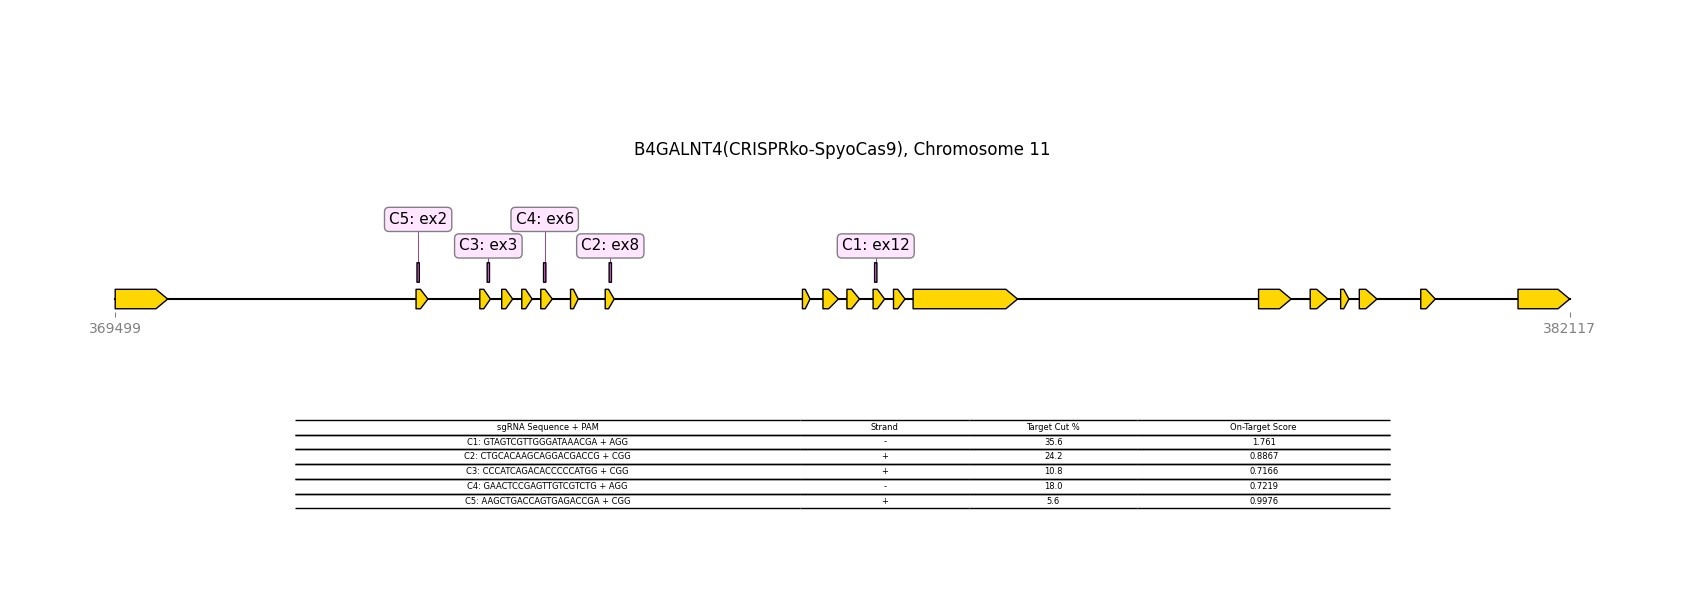 B4GALNT4(CRISPRko-SpyoCas9), Chromosome 11
C5: ex2
C4: ex6
C3: ex3
C2: ex8
C1: ex12
369499
382117
sgRNA Sequence + PAM Strand Target Cut % On-Target Score
C1: GTAGTCGTTGGGATAAACGA + AGG - 35.6 1.761
C2: CTGCACAAGCAGGACGACCG + CGG + 24.2 0.8867
C3: CCCATCAGACACCCCCATGG + CGG + 10.8 0.7166
C4: GAACTCCGAGTTGTCGTCTG + AGG - 18.0 0.7219
C5: AAGCTGACCAGTGAGACCGA + CGG + 5.6 0.9976